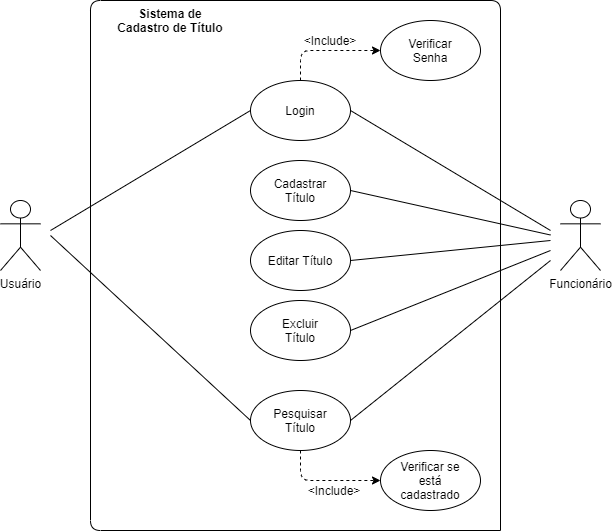 Sistema de
Cadastro de Título
<Include>
Verificar
Senha
Login
Cadastrar
Título
Editar Título
Usuário
Funcionário
Excluir
Título
Pesquisar
Título
Verificar se
está
cadastrado
<Include>